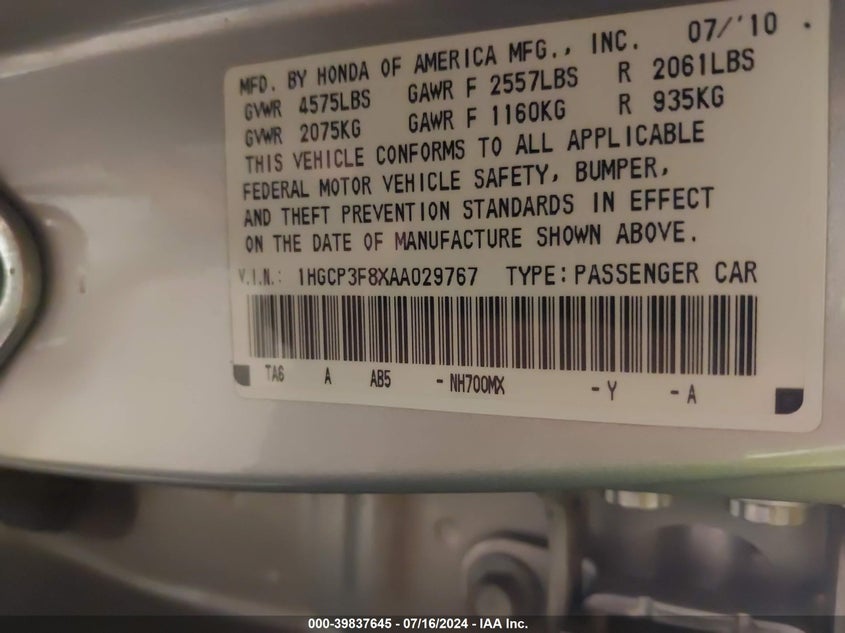 MFD. BY HONDA OF AMERICA MFG., INC. 07/'10
GVWR 4575LBS GAWR F 2557LBS R 2061LBS
GVWR 2075KG GAWR F 1160KG R 935KG
THIS VEHICLE CONFORMS TO ALL APPLICABLE
FEDERAL MOTOR VEHICLE SAFETY, BUMPER,
AND THEFT PREVENTION STANDARDS IN EFFECT
ON THE DATE OF MANUFACTURE SHOWN ABOVE.
V.I.N.: 1HGCP3F8XAA029767 TYPE: PASSENGER CAR
TA6 A AB5 - NH700MX - Y - A
000-39837645 / 07/16/2024 - IAA Inc.